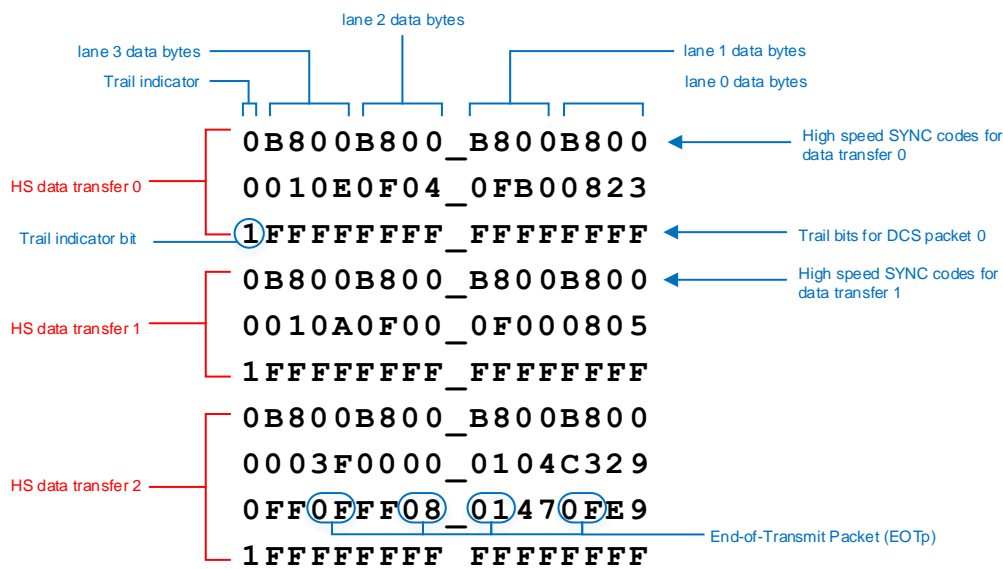 lane 2 data bytes
lane 3 data bytes
lane 1 data bytes
Trail indicator
lane 0 data bytes
0B800B800_B800B800
High speed SYNC codes for
data transfer 0
HS data transfer 0
0010E0F04_0FB00823
Trail indicator bit
1FFFFFFFF_FFFFFFFF
Trail bits for DCS packet 0
0B800B800_B800B800
High speed SYNC codes for
data transfer 1
HS data transfer 1
0010A0F00_0F000805
1FFFFFFFF_FFFFFFFF
0B800B800_B800B800
0003F0000_0104C329
HS data transfer 2
0FF0FFF08_01470FE9
End-of-Transmit Packet (EOTp)
1FFFFFFFF FFFFFFFF